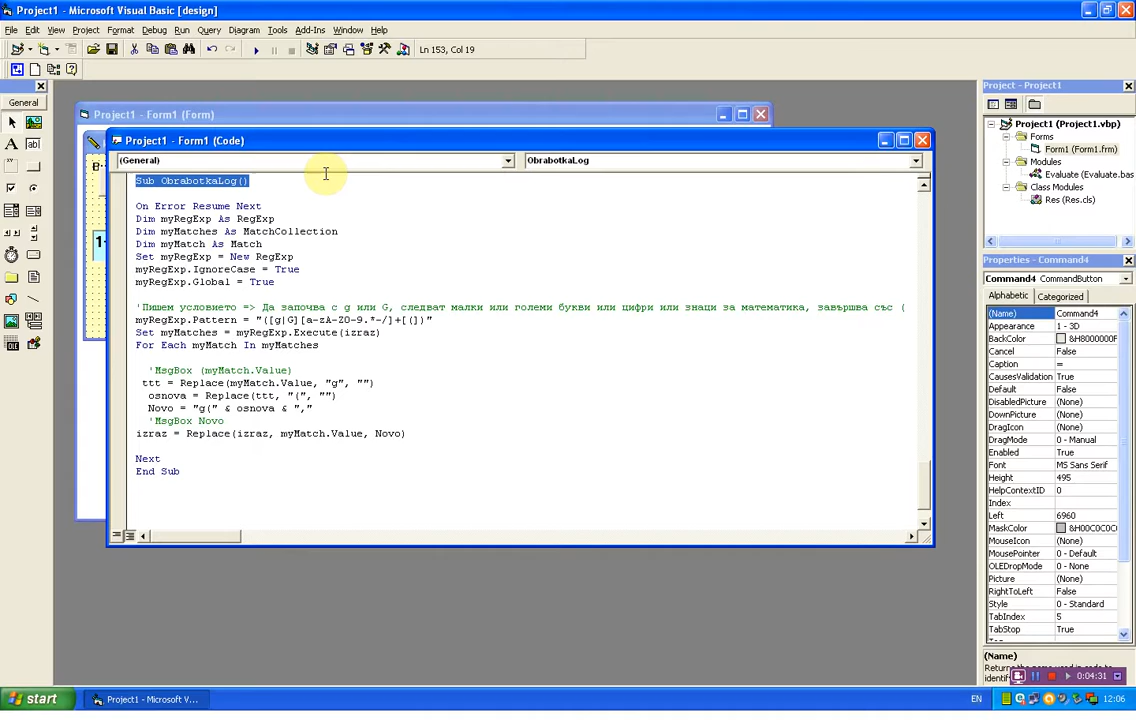 Project1 - Microsoft Visual Basic [design]
File Edit View Project Format Debug Run Query Diagram Tools Add-Ins Window Help
Ln 153, Col 19
General
Project1 - Form1 (Form)
Project1 - Form1 (Code)
(General)
ObrabotkaLog
Sub ObrabotkaLog()
On Error Resume Next
Dim myRegExp As RegExp
Dim myMatches As MatchCollection
Dim myMatch As Match
Set myRegExp = New RegExp
myRegExp.IgnoreCase = True
myRegExp.Global = True
'Пишем условието => Да започва с g или G, следват малки или големи букви или цифри или знаци за математика, завършва със (
myRegExp.Pattern = "([g|G][a-zA-Z0-9.*-/]+[(])"
Set myMatches = myRegExp.Execute(izraz)
For Each myMatch In myMatches
'MsgBox (myMatch.Value)
ttt = Replace(myMatch.Value, "g", "")
osnova = Replace(ttt, "(", "")
Novo = "g(" & osnova & ","
'MsgBox Novo
izraz = Replace(izraz, myMatch.Value, Novo)
Next
End Sub
Project - Project1
Project1 (Project1.vbp)
Forms
Form1 (Form1.frm)
Modules
Evaluate (Evaluate.bas
Class Modules
Res (Res.cls)
Properties - Command4
Command4 CommandButton
Alphabetic Categorized
(Name) Command4
Appearance 1 - 3D
BackColor &H8000000F
Cancel False
Caption =
CausesValidation True
Default False
DisabledPicture (None)
DownPicture (None)
DragIcon (None)
DragMode 0 - Manual
Enabled True
Font MS Sans Serif
Height 495
HelpContextID 0
Index
Left 6960
MaskColor &H00C0C0C
MouseIcon (None)
MousePointer 0 - Default
OLEDropMode 0 - None
Picture (None)
RightToLeft False
Style 0 - Standard
TabIndex 5
TabStop True
(Name)
Returns the name used in code to
0:04:31
start
Project1 - Microsoft V...
EN
12:06